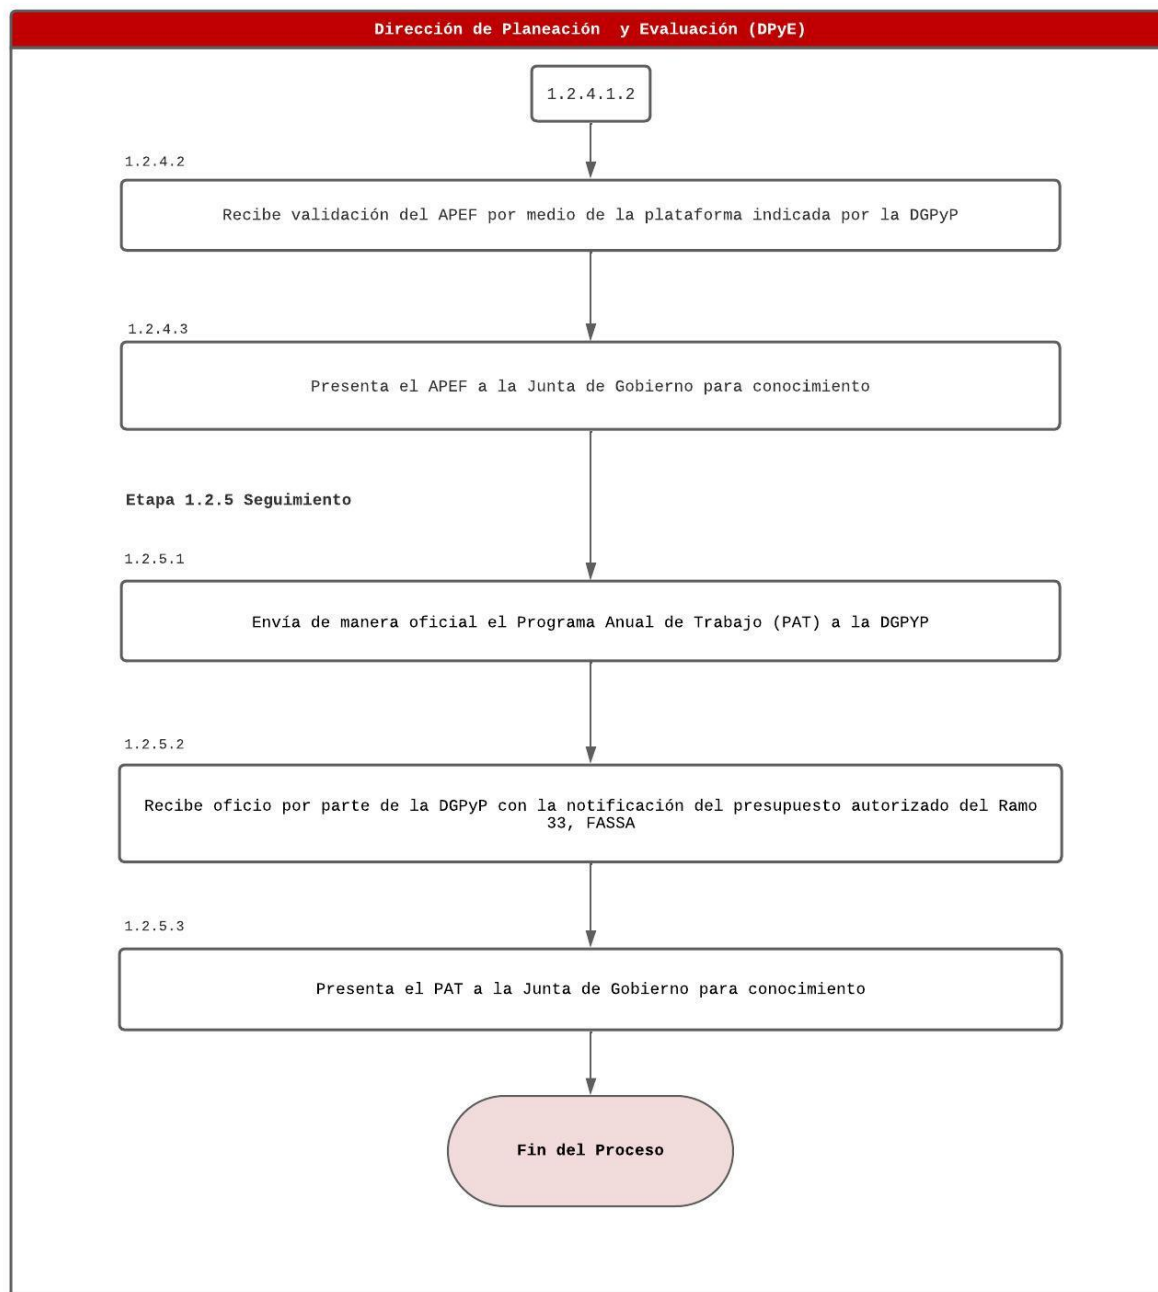 Dirección de Planeación  y Evaluación (DPyE)
1.2.4.1.2
1.2.4.2
Recibe validación del APEF por medio de la plataforma indicada por la DGPyP
1.2.4.3
Presenta el APEF a la Junta de Gobierno para conocimiento
Etapa 1.2.5 Seguimiento
1.2.5.1
Envía de manera oficial el Programa Anual de Trabajo (PAT) a la DGPYP
1.2.5.2
Recibe oficio por parte de la DGPyP con la notificación del presupuesto autorizado del Ramo
33, FASSA
1.2.5.3
Presenta el PAT a la Junta de Gobierno para conocimiento
Fin del Proceso